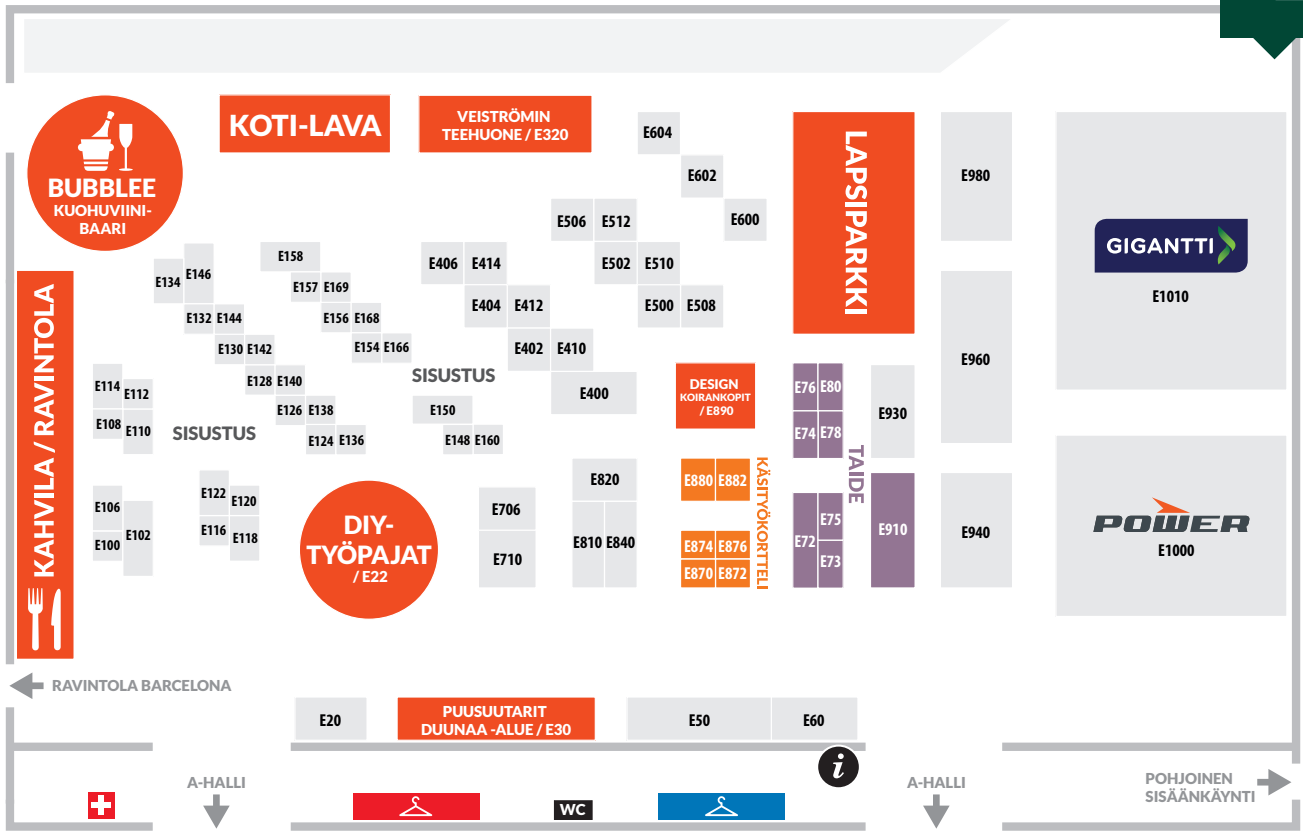 BUBBLEE
KUOHUVIINI-
BAARI
KOTI-LAVA
VEISTRÖMIN
TEEHUONE / E320
E604
E602
E600
LAPSIPARKKI
E980
GIGANTTI
E1010
E506
E512
E502
E510
E500
E508
E158
E157
E169
E156
E168
E154
E166
E134
E146
E132
E144
E130
E142
E128
E140
E126
E138
E124
E136
E406
E414
E404
E412
E402
E410
E400
SISUSTUS
E150
E148
E160
KAHVILA / RAVINTOLA
E114
E112
E108
E110
SISUSTUS
E106
E102
E100
E122
E120
E116
E118
DIY-
TYÖPAJAT
/ E22
E706
E710
E820
E810
E840
DESIGN
KOIRANKOPIT
/ E890
E880
E882
E874
E876
E870
E872
KÄSITYÖKORTTELI
E76
E80
E74
E78
TAIDE
E72
E75
E73
E930
E910
E960
E940
POWER
E1000
RAVINTOLA BARCELONA
E20
PUUSUUTARIT
DUUNAA -ALUE / E30
E50
E60
i
A-HALLI
WC
A-HALLI
POHJOINEN
SISÄÄNKÄYNTI